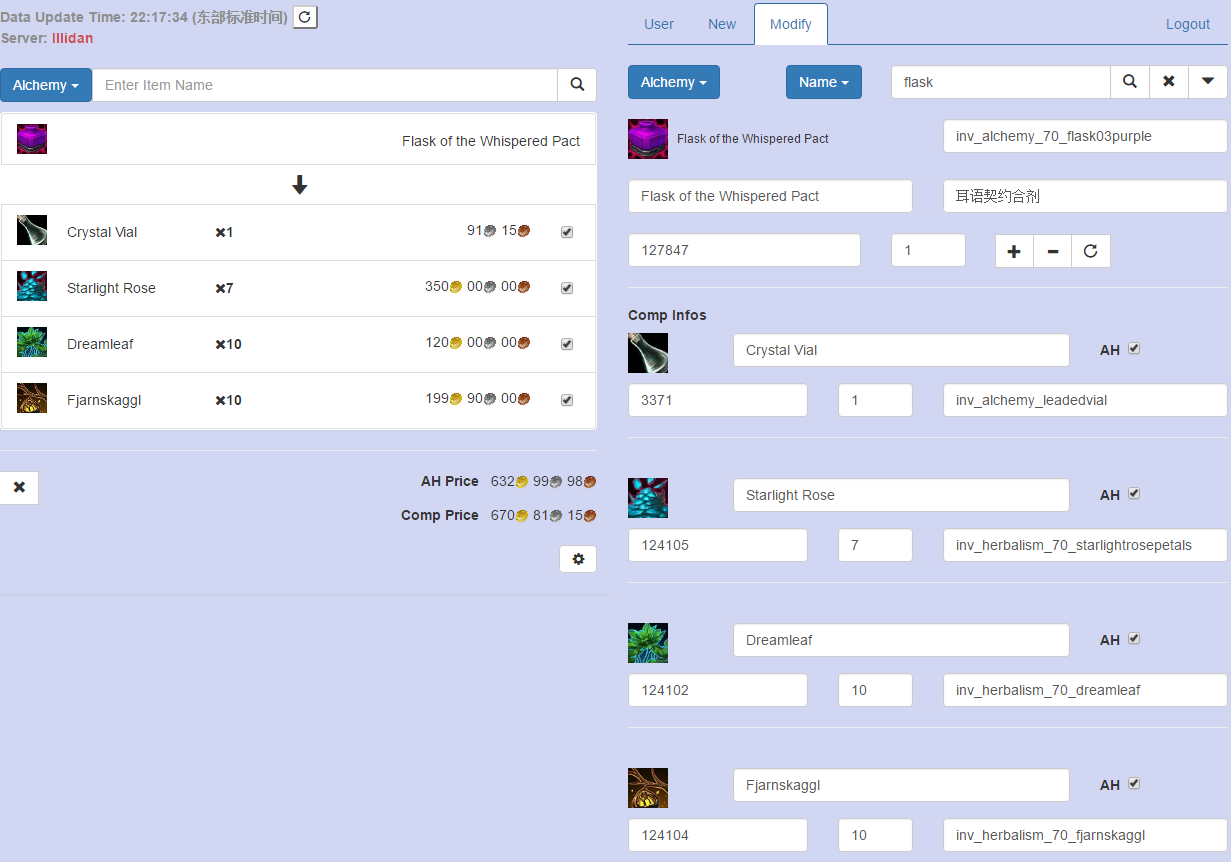 Data Update Time: 22:17:34 (东部标准时间)
Server: Illidan
Alchemy
Enter Item Name
Flask of the Whispered Pact
Crystal Vial ×1 91 15
Starlight Rose ×7 350 00 00
Dreamleaf ×10 120 00 00
Fjarnskaggl ×10 199 90 00
AH Price 632 99 98
Comp Price 670 81 15
User New Modify Logout
Alchemy Name flask
Flask of the Whispered Pact inv_alchemy_70_flask03purple
Flask of the Whispered Pact 耳语契约合剂
127847 1
Comp Infos
Crystal Vial AH
3371 1 inv_alchemy_leadedvial
Starlight Rose AH
124105 7 inv_herbalism_70_starlightrosepetals
Dreamleaf AH
124102 10 inv_herbalism_70_dreamleaf
Fjarnskaggl AH
124104 10 inv_herbalism_70_fjarnskaggl